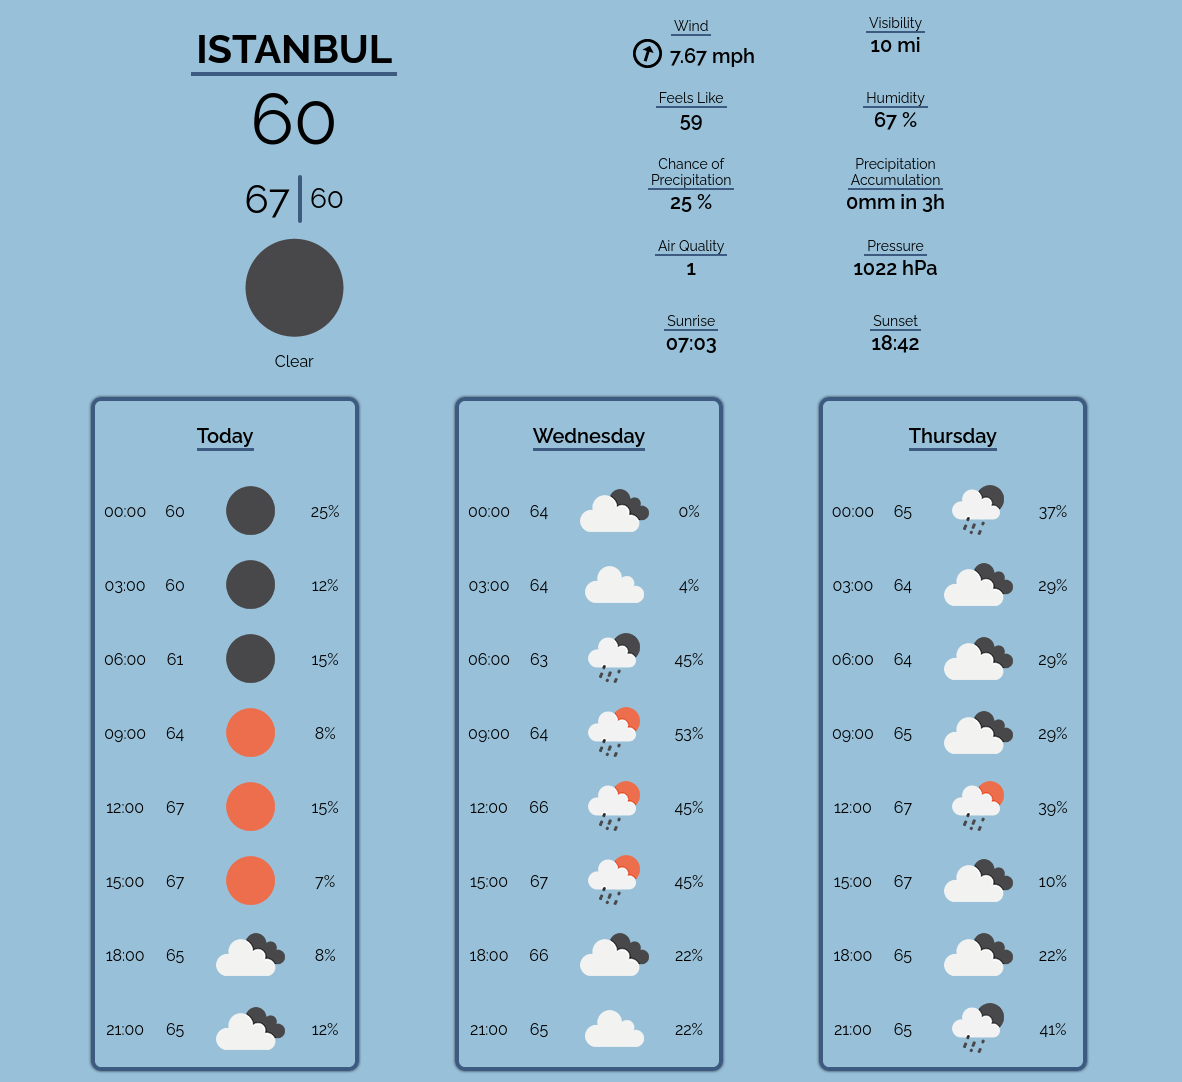 ISTANBUL
60
67 60
Clear
Wind
7.67 mph
Visibility
10 mi
Feels Like
59
Humidity
67 %
Chance of
Precipitation
25 %
Precipitation
Accumulation
0mm in 3h
Air Quality
1
Pressure
1022 hPa
Sunrise
07:03
Sunset
18:42
Today
00:00 60 25%
03:00 60 12%
06:00 61 15%
09:00 64 8%
12:00 67 15%
15:00 67 7%
18:00 65 8%
21:00 65 12%
Wednesday
00:00 64 0%
03:00 64 4%
06:00 63 45%
09:00 64 53%
12:00 66 45%
15:00 67 45%
18:00 66 22%
21:00 65 22%
Thursday
00:00 65 37%
03:00 64 29%
06:00 64 29%
09:00 65 29%
12:00 67 39%
15:00 67 10%
18:00 65 22%
21:00 65 41%